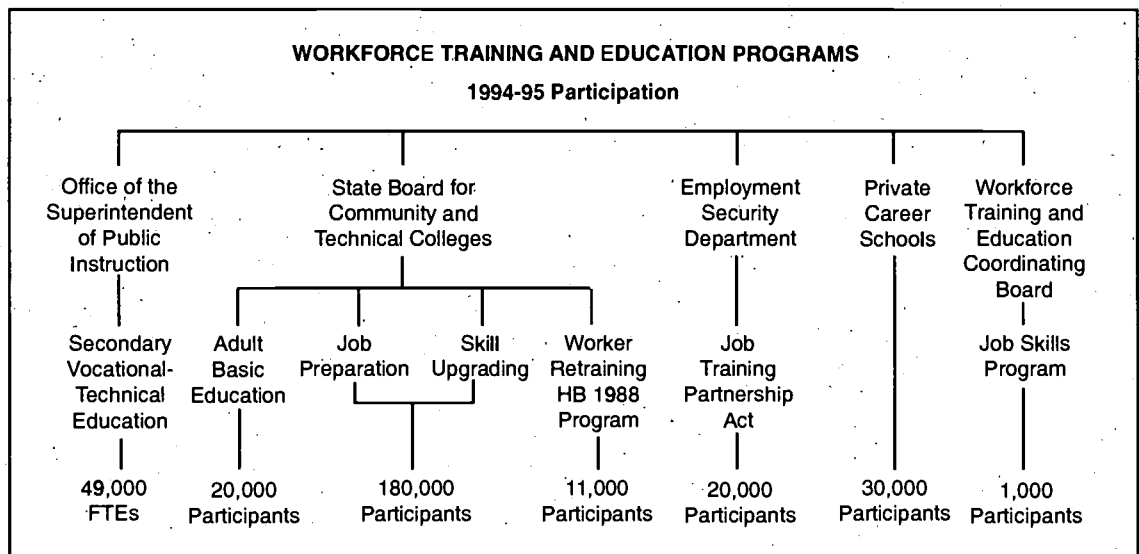 WORKFORCE TRAINING AND EDUCATION PROGRAMS
1994-95 Participation
Office of the
Superintendent
of Public
Instruction
State Board for
Community and
Technical Colleges
Employment
Security
Department
Private
Career
Schools
Workforce
Training and
Education
Coordinating
Board
Secondary
Vocational-
Technical
Education
Adult
Basic
Education
Job
Preparation
Skill
Upgrading
Worker
Retraining
HB 1988
Program
Job
Training
Partnership
Act
Job Skills
Program
49,000
FTEs
20,000
Participants
180,000
Participants
11,000
Participants
20,000
Participants
30,000
Participants
1,000
Participants